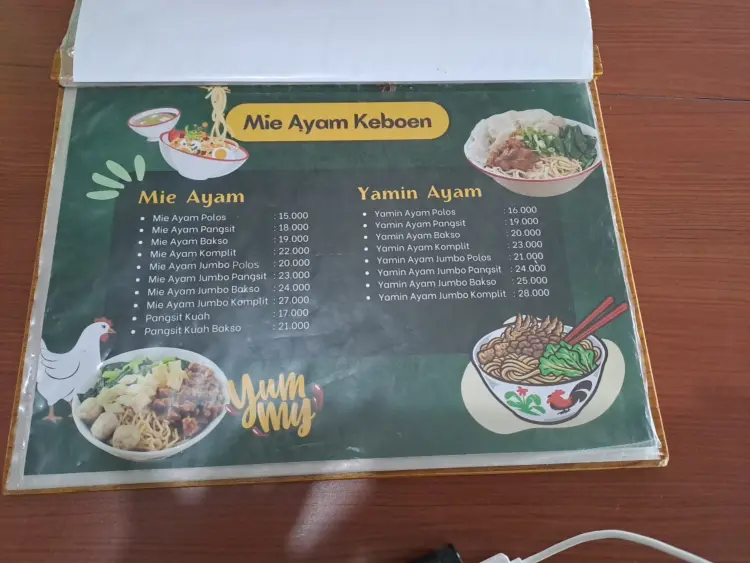 Mie Ayam Keboen
Mie Ayam
• Mie Ayam Polos : 15.000
• Mie Ayam Pangsit : 18.000
• Mie Ayam Bakso : 19.000
• Mie Ayam Komplit : 22.000
• Mie Ayam Jumbo Polos : 20.000
• Mie Ayam Jumbo Pangsit : 23.000
• Mie Ayam Jumbo Bakso : 24.000
• Mie Ayam Jumbo Komplit : 27.000
• Pangsit Kuah : 17.000
• Pangsit Kuah Bakso : 21.000
Yamin Ayam
• Yamin Ayam Polos : 16.000
• Yamin Ayam Pangsit : 19.000
• Yamin Ayam Bakso : 20.000
• Yamin Ayam Komplit : 23.000
• Yamin Ayam Jumbo Polos : 21.000
• Yamin Ayam Jumbo Pangsit : 24.000
• Yamin Ayam Jumbo Bakso : 25.000
• Yamin Ayam Jumbo Komplit : 28.000
Yum
my